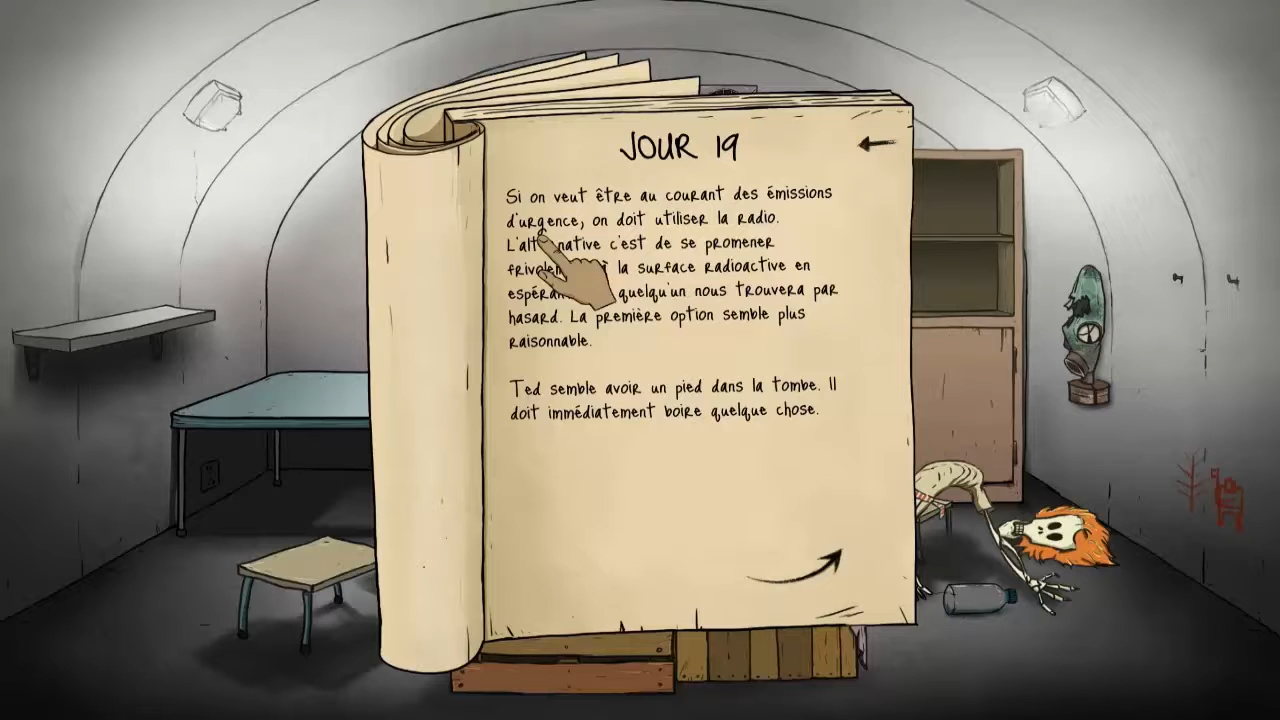 JOUR 19
Si on veut être au courant des émissions
d'urgence, on doit utiliser la radio.
c'est de se promener
la surface radioactive en
quelqu'un nous trouvera par
hasard. La première option semble plus
raisonnable.
Ted semble avoir un pied dans la tombe. Il
doit immédiatement boire quelque chose.